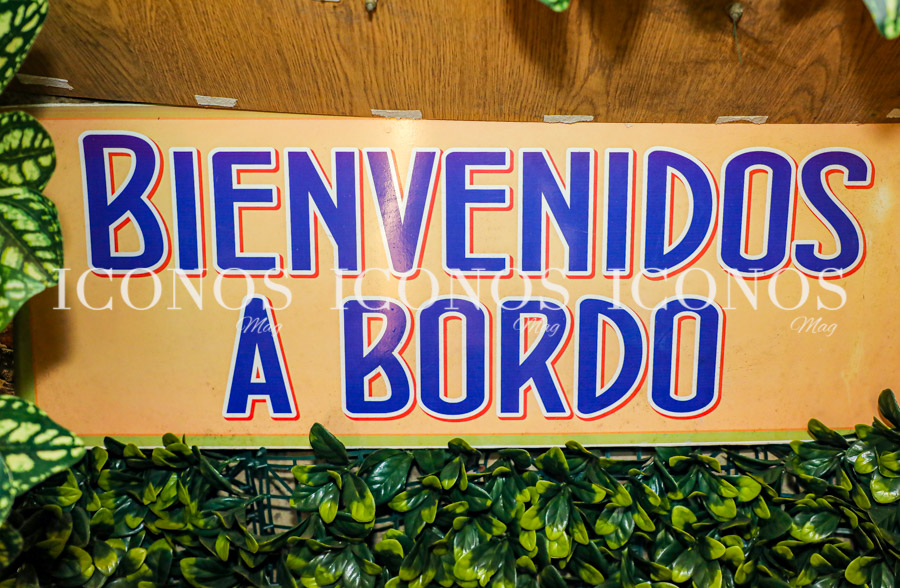 BIENVENIDOS
ICONOS ICONOS ICONOS
Mag Mag Mag
A BORDO